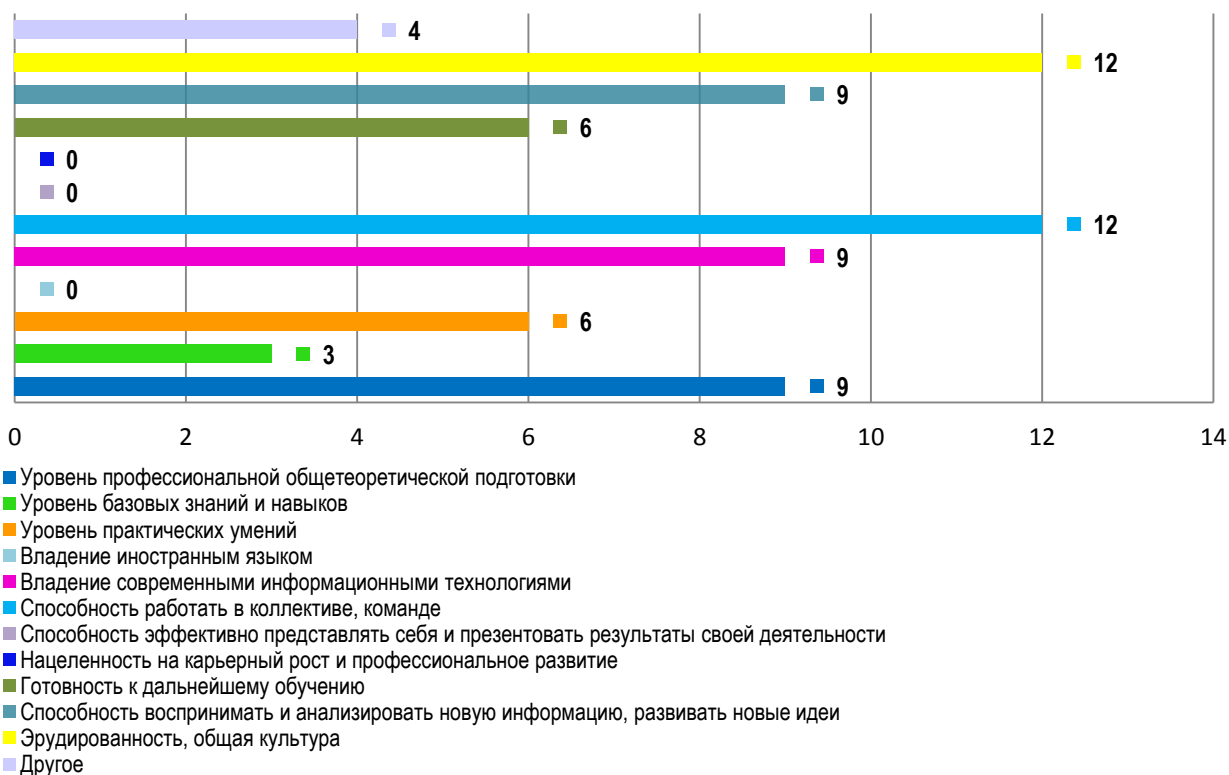 4
12
9
6
0
0
12
9
0
6
3
9
0 2 4 6 8 10 12 14
Уровень профессиональной общетеоретической подготовки
Уровень базовых знаний и навыков
Уровень практических умений
Владение иностранным языком
Владение современными информационными технологиями
Способность работать в коллективе, команде
Способность эффективно представлять себя и презентовать результаты своей деятельности
Нацеленность на карьерный рост и профессиональное развитие
Готовность к дальнейшему обучению
Способность воспринимать и анализировать новую информацию, развивать новые идеи
Эрудированность, общая культура
Другое